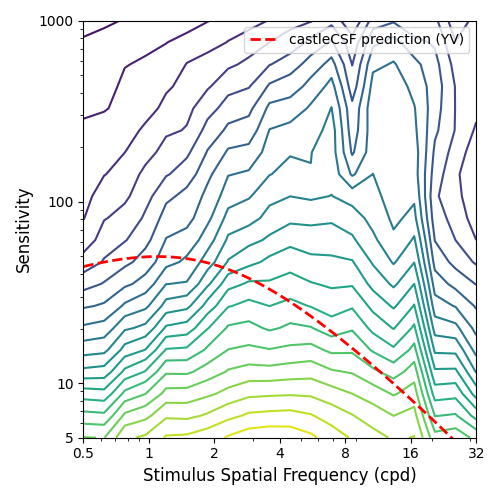 castleCSF prediction (YV)
1000
100
10
5
Sensitivity
0.5 1 2 4 8 16 32
Stimulus Spatial Frequency (cpd)